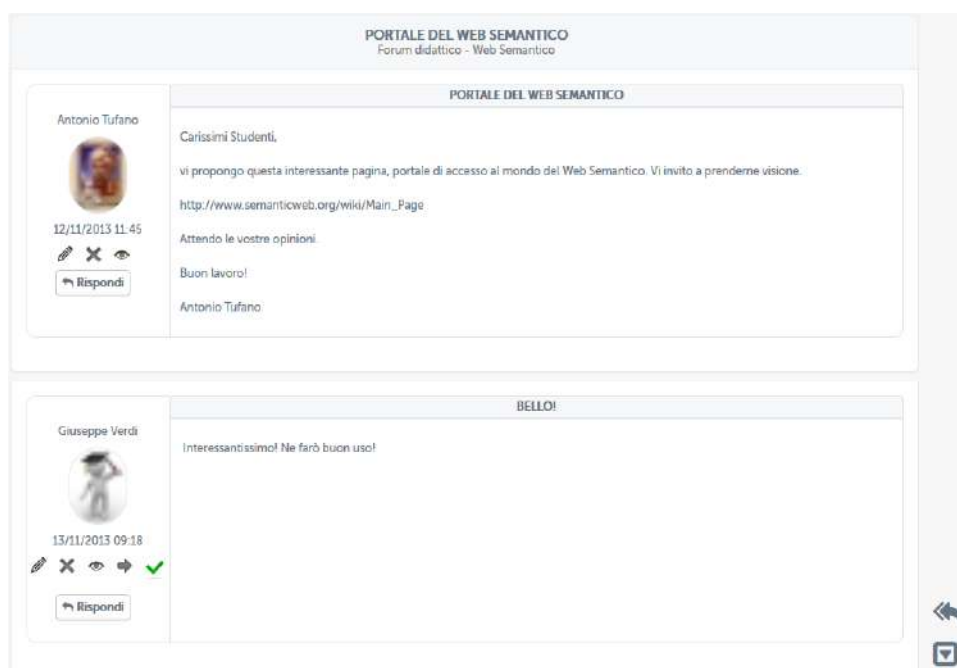 PORTALE DEL WEB SEMANTICO
Forum didattico - Web Semantico
PORTALE DEL WEB SEMANTICO
Antonio Tufano
Carissimi Studenti,
vi propongo questa interessante pagina, portale di accesso al mondo del Web Semantico. Vi invito a prenderne visione.
http://www.semanticweb.org/wiki/Main_Page
12/11/2013 11:45
Attendo le vostre opinioni.
Buon lavoro!
Rispondi
Antonio Tufano
BELLO!
Giuseppe Verdi
Interessantissimo! Ne farò buon uso!
13/11/2013 09:18
Rispondi